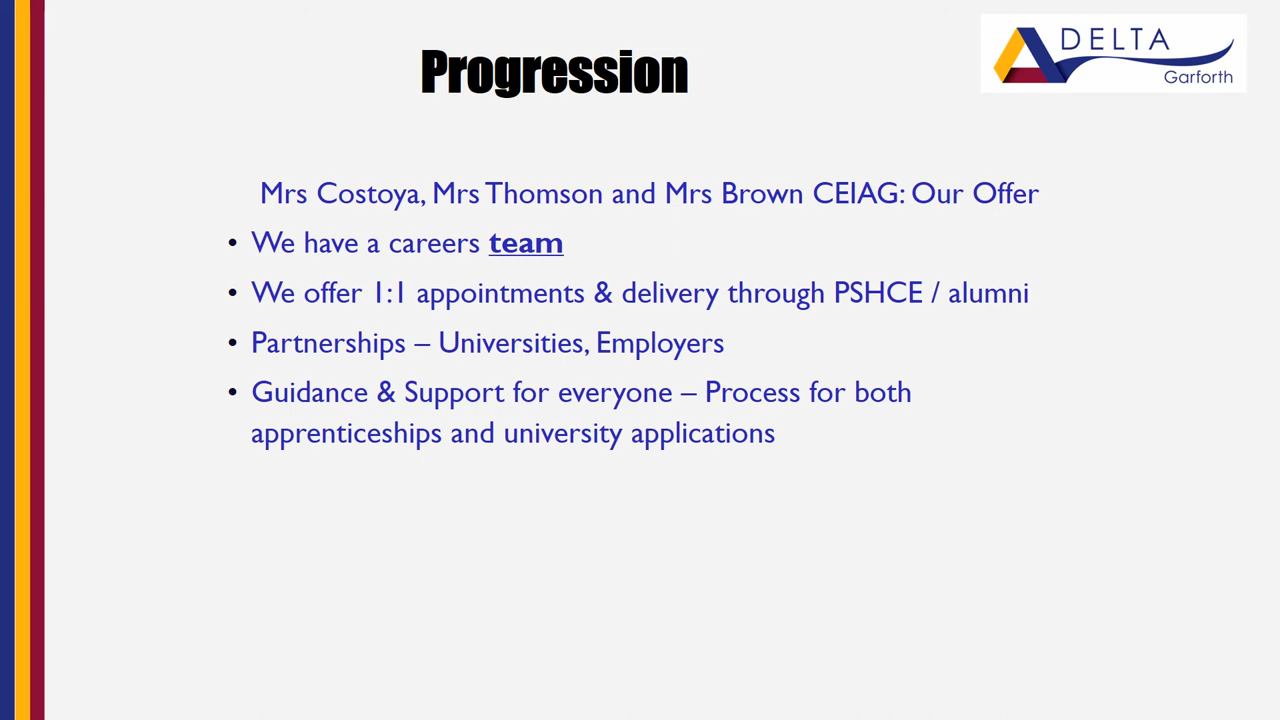 Progression
DELTA
Garforth
Mrs Costoya, Mrs Thomson and Mrs Brown CEIAG: Our Offer
• We have a careers team
• We offer 1:1 appointments & delivery through PSHCE / alumni
• Partnerships – Universities, Employers
• Guidance & Support for everyone – Process for both
apprenticeships and university applications